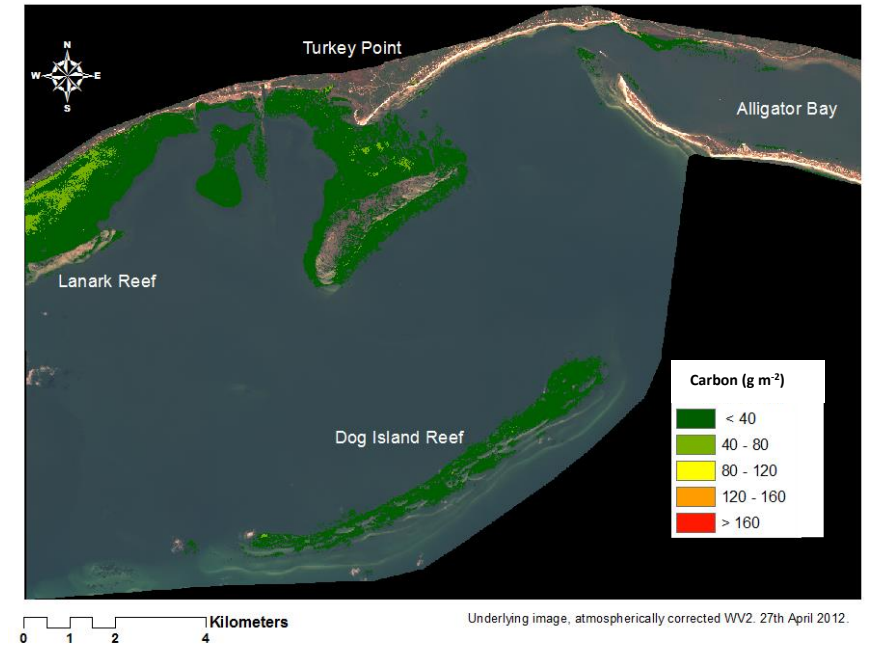 Turkey Point
N
W E
S
Alligator Bay
Lanark Reef
Carbon (g m-2)
< 40
40 - 80
80 - 120
120 - 160
> 160
Dog Island Reef
Kilometers
0 1 2 4
Underlying image, atmospherically corrected WV2. 27th April 2012.